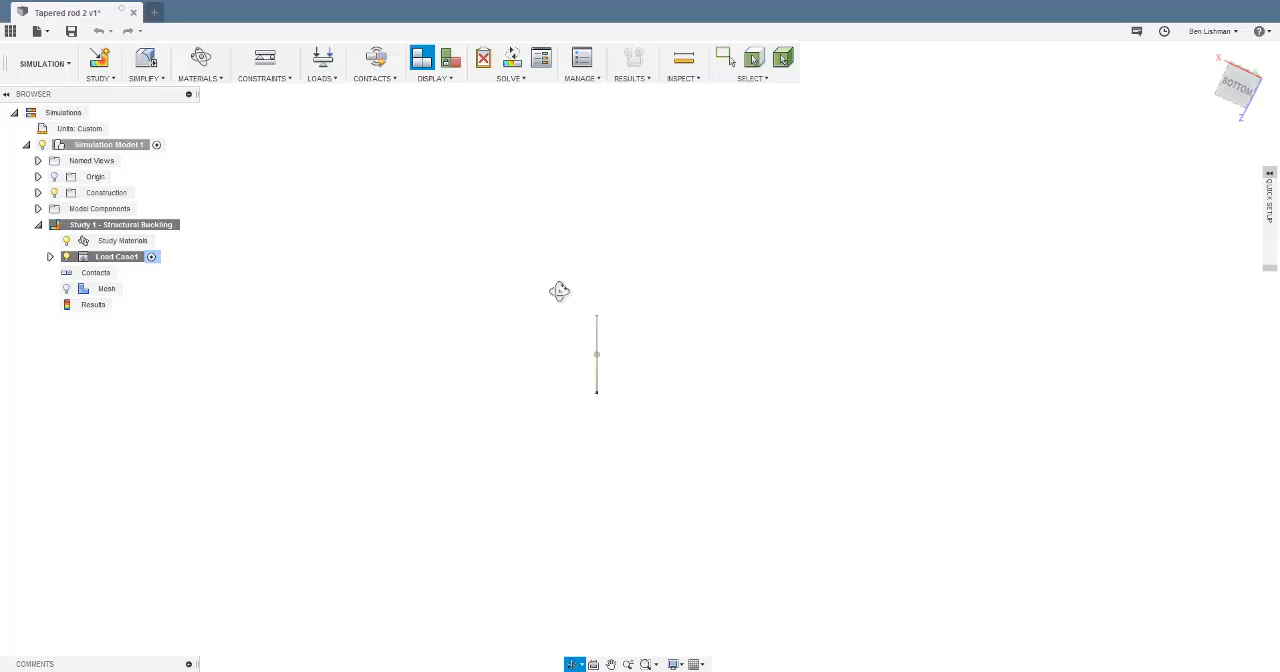 Tapered rod 2 v1*
Ben Lishman
SIMULATION
STUDY
SIMPLIFY
MATERIALS
CONSTRAINTS
LOADS
CONTACTS
DISPLAY
SOLVE
MANAGE
RESULTS
INSPECT
SELECT
BROWSER
Simulations
Units: Custom
Simulation Model 1
Named Views
Origin
Construction
Model Components
Study 1 - Structural Buckling
Study Materials
Load Case1
Contacts
Mesh
Results
X
BOTTOM
Z
QUICK SETUP
COMMENTS